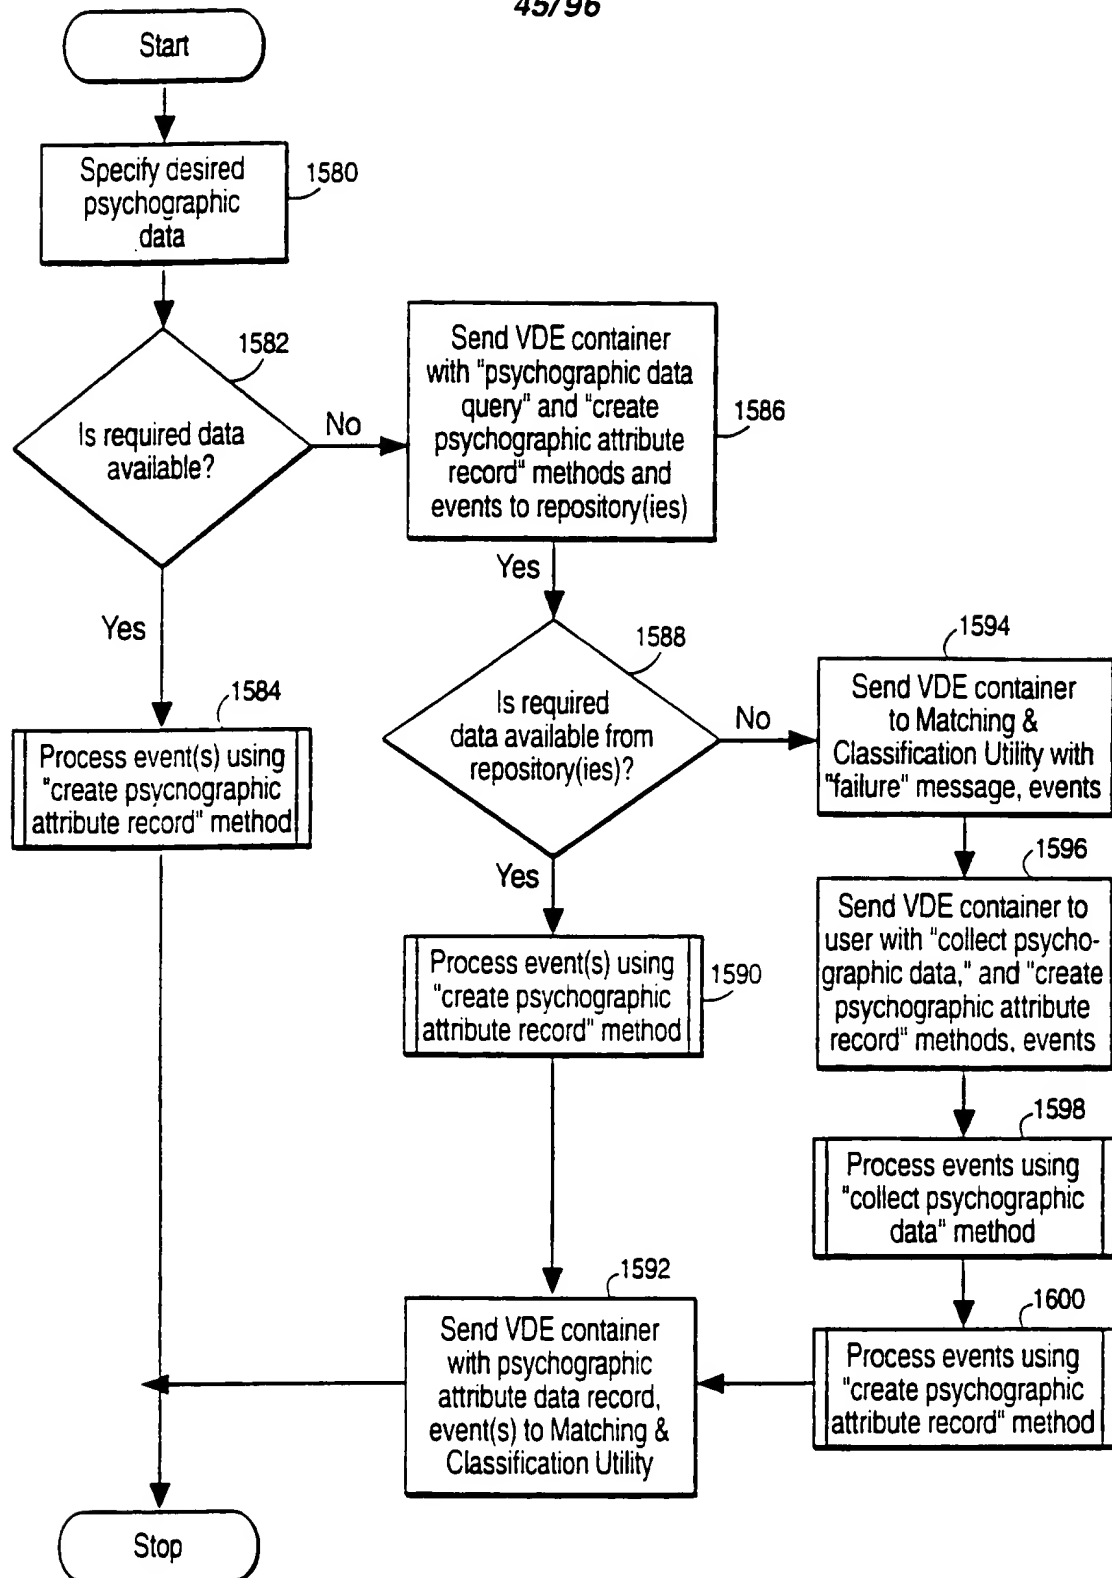 45/96
Start
Specify desired
psychographic
data
1580
1582
Is required data
available?
No
Yes
Send VDE container
with "psychographic data
query" and "create
psychographic attribute
record" methods and
events to repository(ies)
1586
Yes
1584
Process event(s) using
"create psycnographic
attribute record" method
1588
Is required
data available from
repository(ies)?
No
Yes
1594
Send VDE container
to Matching &
Classification Utility with
"failure" message, events
1596
Send VDE container to
user with "collect psycho-
graphic data," and "create
psychographic attribute
record" methods, events
Process event(s) using
"create psychographic
attribute record" method
1590
1598
Process events using
"collect psychographic
data" method
1592
Send VDE container
with psychographic
attribute data record,
event(s) to Matching &
Classification Utility
1600
Process events using
"create psychographic
attribute record" method
Stop